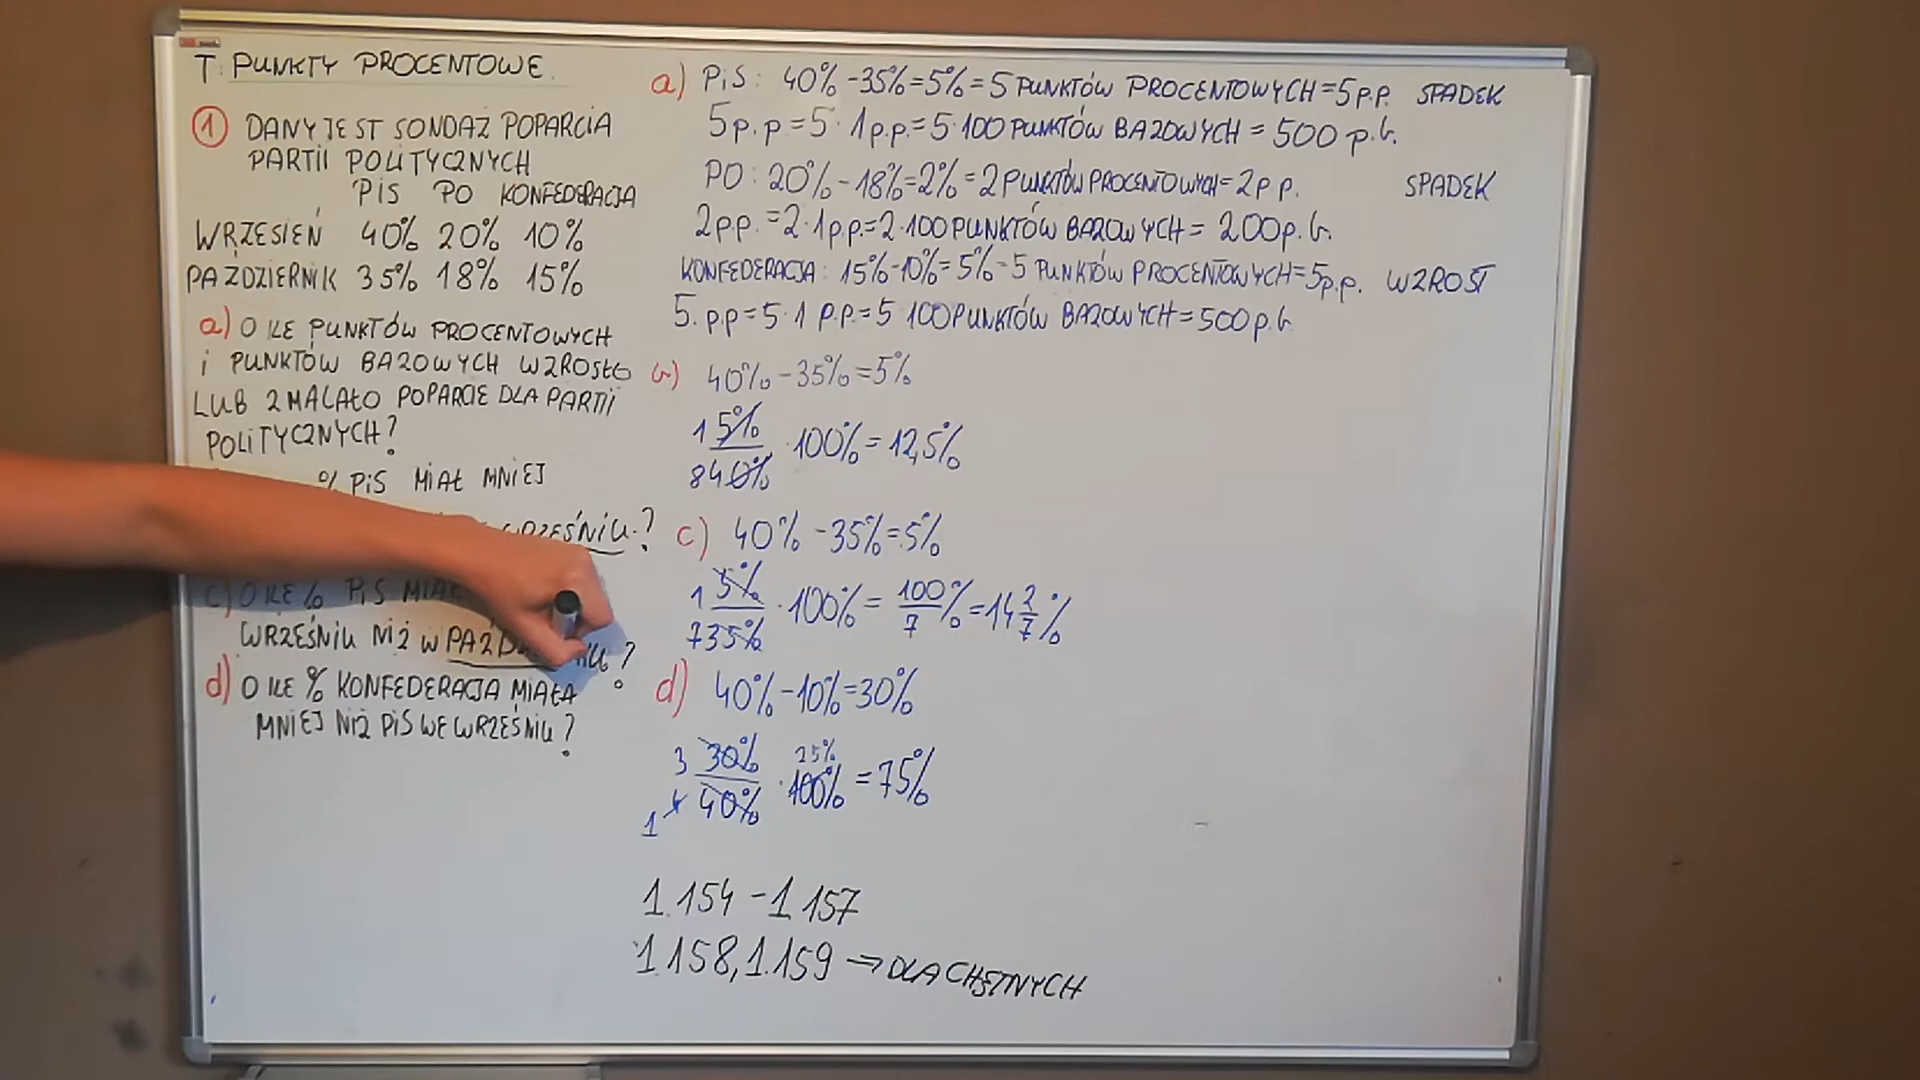 T: PUNKTY PROCENTOWE.
1 DANY JEST SONDAŻ POPARCIA
PARTII POLITYCZNYCH
PiS PO KONFEDERACJA
WRZESIEŃ 40% 20% 10%
PAŹDZIERNIK 35% 18% 15%
a) O ILE PUNKTÓW PROCENTOWYCH
i PUNKTÓW BAZOWYCH WZROSŁO
LUB ZMALAŁO POPARCIE DLA PARTII
POLITYCZNYCH?
% PiS MIAŁ MNIEJ
WRZEŚNIU?
c) O ILE % PiS MIAŁ
WRZEŚNIU NIŻ W
d) O ILE % KONFEDERACJA MIAŁA
MNIEJ NIŻ PiS WE WRZEŚNIU?
a) PiS: 40% - 35% = 5% = 5 PUNKTÓW PROCENTOWYCH = 5 p.p. SPADEK
5 p.p = 5 · 1 p.p. = 5 · 100 PUNKTÓW BAZOWYCH = 500 p.b.
PO: 20% - 18% = 2% = 2 PUNKTÓW PROCENTOWYCH = 2 p p. SPADEK
2 p.p. = 2 · 1 p.p. = 2 · 100 PUNKTÓW BAZOWYCH = 200 p.b.
KONFEDERACJA: 15% - 10% = 5% - 5 PUNKTÓW PROCENTOWYCH = 5 p.p. WZROST
5. p.p = 5 · 1 p.p. = 5 100 PUNKTÓW BAZOWYCH = 500 p.b.
b) 40% - 35% = 5%
1 5%
8 40% · 100% = 12,5%
c) 40% - 35% = 5%
1 5% · 100% = 100/7 % = 14 2/7 %
7 35%
d) 40% - 10% = 30%
3 30% 25%
1 4 40% · 100% = 75%
1.154 - 1.157
1.158, 1.159 → DLA CHĘTNYCH